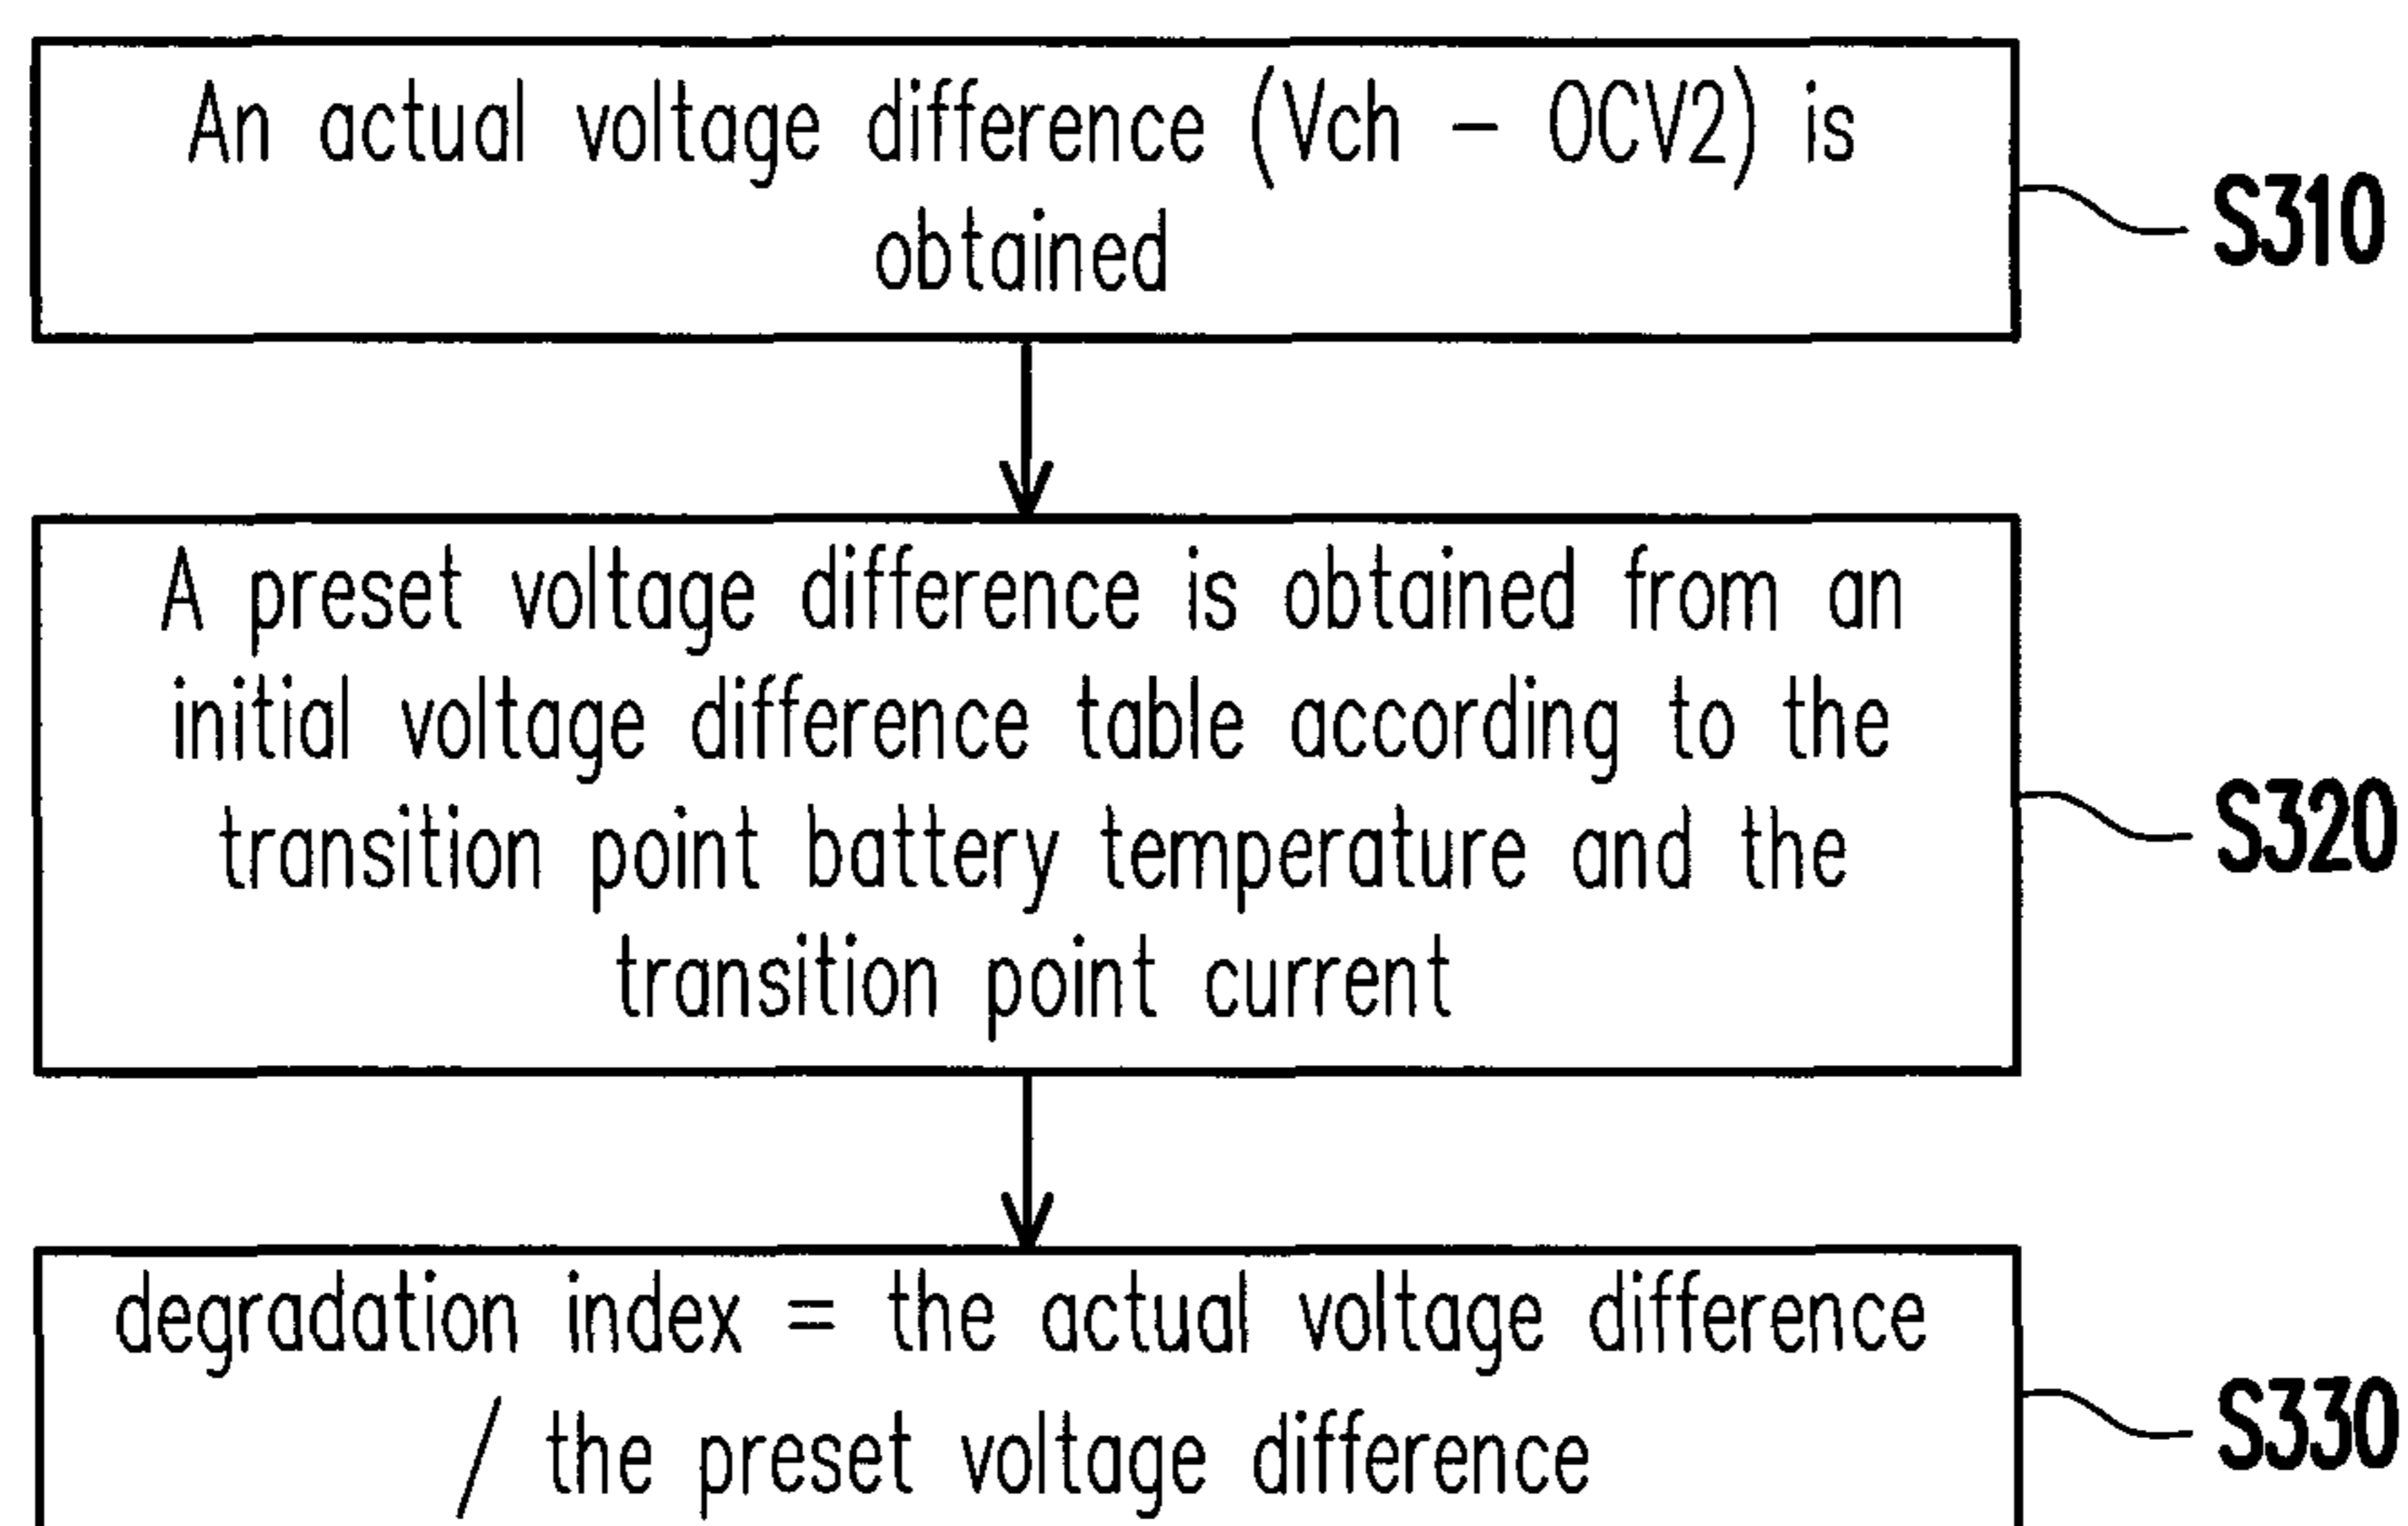 An actual voltage difference (Vch - OCV2) is
obtained
S310
A preset voltage difference is obtained from an
initial voltage difference table according to the
transition point battery temperature and the
transition point current
S320
degradation index = the actual voltage difference
/ the preset voltage difference
S330